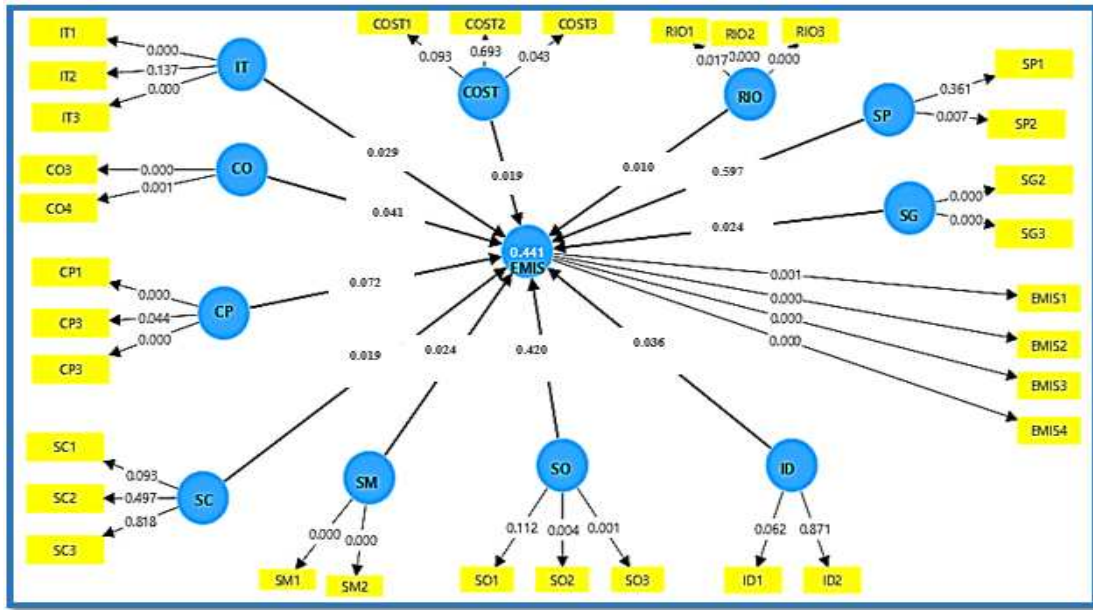 COST1
COST2
COST3
0.093
0.693
0.043
COST
RIO1
RIO2
RIO3
0.017
0.000
0.000
RIO
IT1
IT2
IT3
0.000
0.137
0.000
IT
SP1
SP2
0.361
0.007
SP
CO3
CO4
0.000
0.001
CO
SG2
SG3
0.000
0.000
SG
0.029
0.019
0.010
0.597
0.041
0.024
0.441
EMIS
CP1
CP3
CP3
0.000
0.044
0.000
CP
0.072
0.001
0.000
0.000
0.000
EMIS1
EMIS2
EMIS3
EMIS4
0.019
0.024
0.420
0.036
SC1
SC2
SC3
0.093
0.497
0.818
SC
SM
0.000
0.000
SM1
SM2
SO
0.112
0.004
0.001
SO1
SO2
SO3
ID
0.062
0.871
ID1
ID2